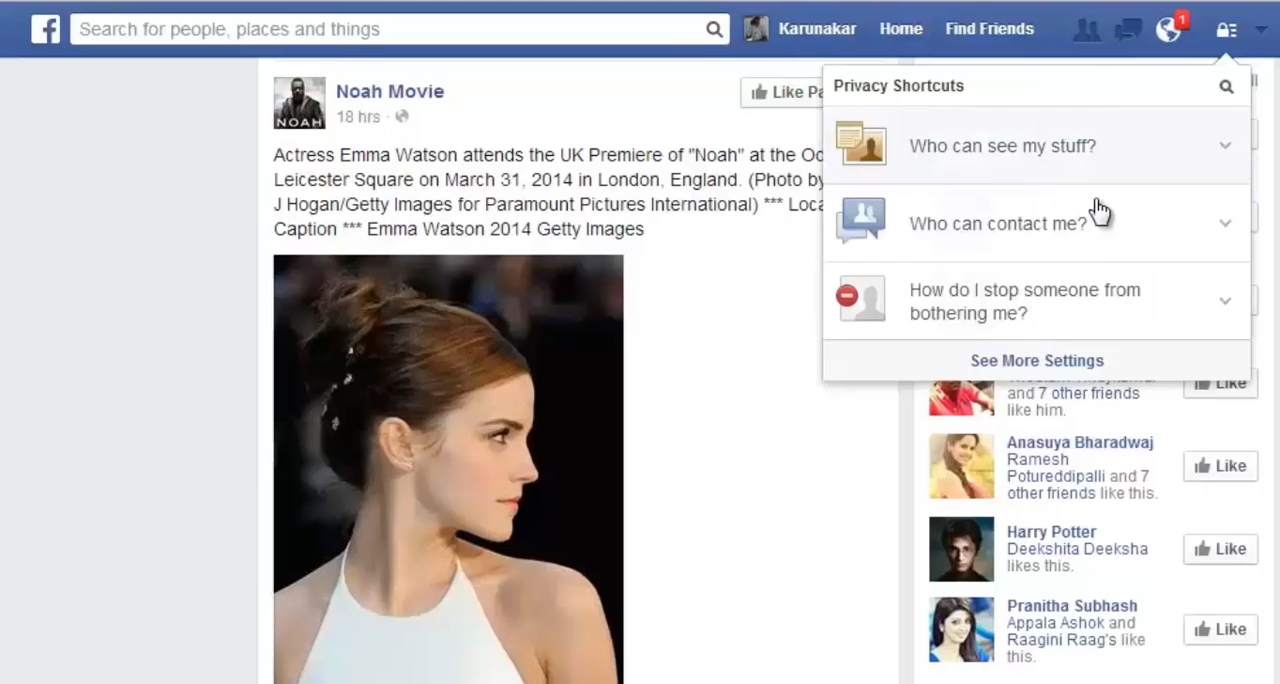 f
Search for people, places and things
Karunakar
Home
Find Friends
1
Noah Movie
18 hrs ·
NOAH
Like Pa
Actress Emma Watson attends the UK Premiere of "Noah" at the Od
Leicester Square on March 31, 2014 in London, England. (Photo by
J Hogan/Getty Images for Paramount Pictures International) *** Loca
Caption *** Emma Watson 2014 Getty Images
Privacy Shortcuts
Who can see my stuff?
Who can contact me?
How do I stop someone from
bothering me?
See More Settings
and 7 other friends
like him.
Like
Anasuya Bharadwaj
Ramesh
Potureddipalli and 7
other friends like this.
Like
Harry Potter
Deekshita Deeksha
likes this.
Like
Pranitha Subhash
Appala Ashok and
Raagini Raag's like
this.
Like